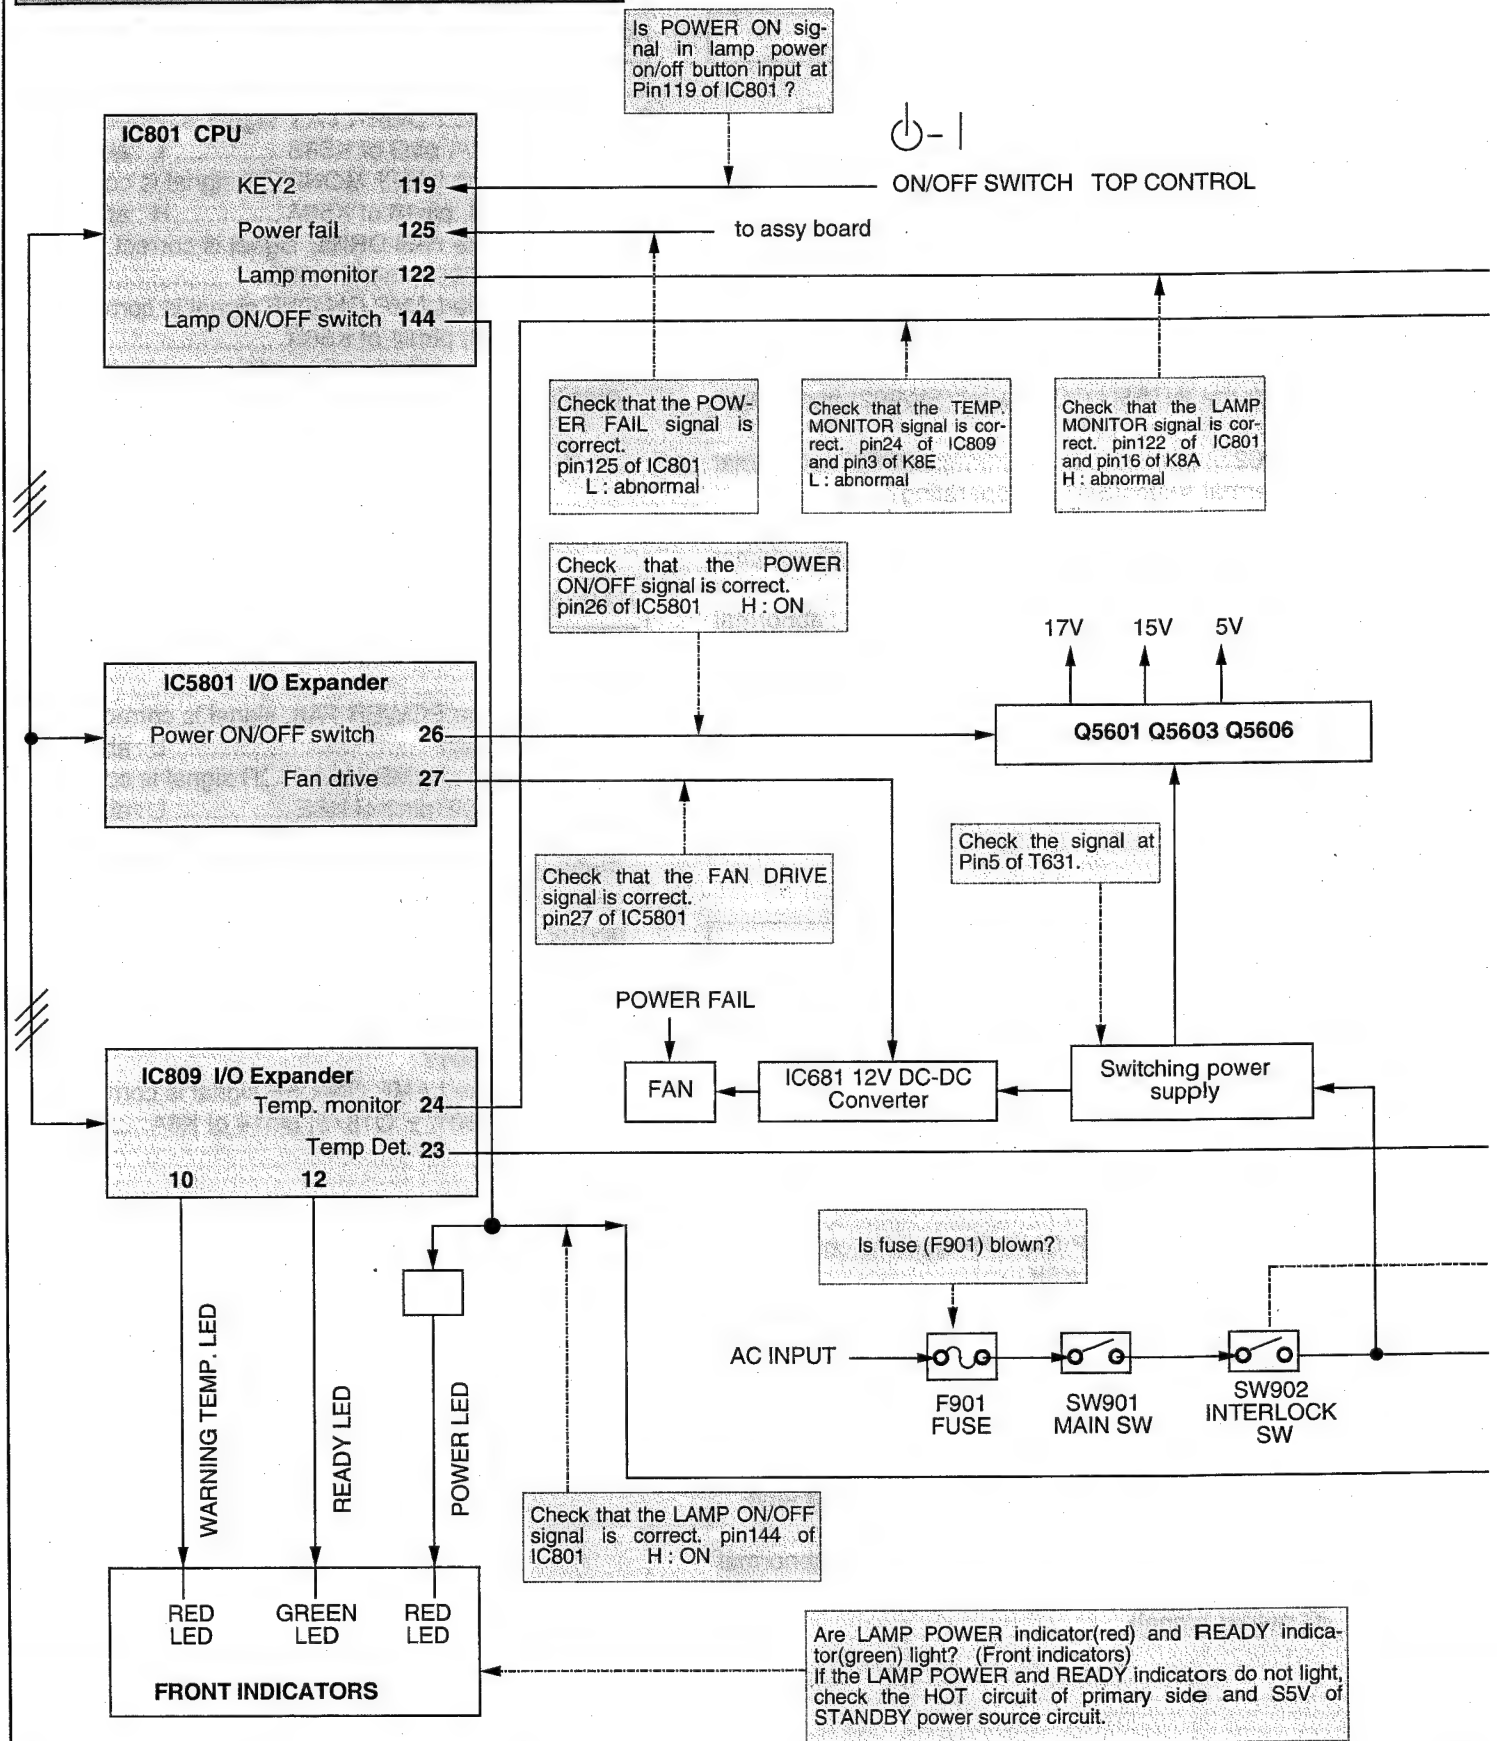 Is POWER ON sig-
nal in lamp power
on/off button input at
Pin119 of IC801 ?
IC801 CPU
KEY2 119
ON/OFF SWITCH TOP CONTROL
Power fail 125
to assy board
Lamp monitor 122
Lamp ON/OFF switch 144
Check that the POW-
ER FAIL signal is
correct.
pin125 of IC801
L : abnormal
Check that the TEMP.
MONITOR signal is cor-
rect. pin24 of IC809
and pin3 of K8E
L : abnormal
Check that the LAMP
MONITOR signal is cor-
rect. pin122 of IC801
and pin16 of K8A
H : abnormal
Check that the POWER
ON/OFF signal is correct.
pin26 of IC5801 H : ON
17V 15V 5V
IC5801 I/O Expander
Power ON/OFF switch 26
Q5601 Q5603 Q5606
Fan drive 27
Check the signal at
Pin5 of T631.
Check that the FAN DRIVE
signal is correct.
pin27 of IC5801
POWER FAIL
IC809 I/O Expander
Temp. monitor 24
Temp Det. 23
10 12
FAN
IC681 12V DC-DC
Converter
Switching power
supply
Is fuse (F901) blown?
AC INPUT
F901
FUSE
SW901
MAIN SW
SW902
INTERLOCK
SW
WARNING TEMP. LED
READY LED
POWER LED
Check that the LAMP ON/OFF
signal is correct. pin144 of
IC801 H : ON
RED
LED
GREEN
LED
RED
LED
FRONT INDICATORS
Are LAMP POWER indicator(red) and READY indica-
tor(green) light? (Front indicators)
If the LAMP POWER and READY indicators do not light,
check the HOT circuit of primary side and S5V of
STANDBY power source circuit.